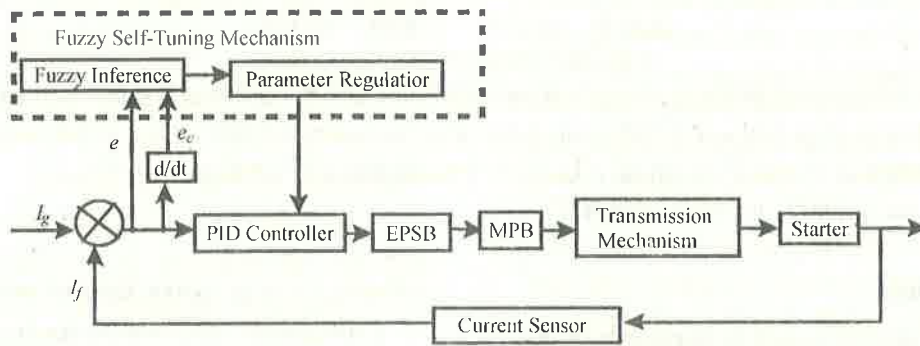 Fuzzy Self-Tuning Mechanism
Fuzzy Inference
Parameter Regulatior
e
e_c
d/dt
I_g
PID Controller
EPSB
MPB
Transmission
Mechanism
Starter
I_f
Current Sensor